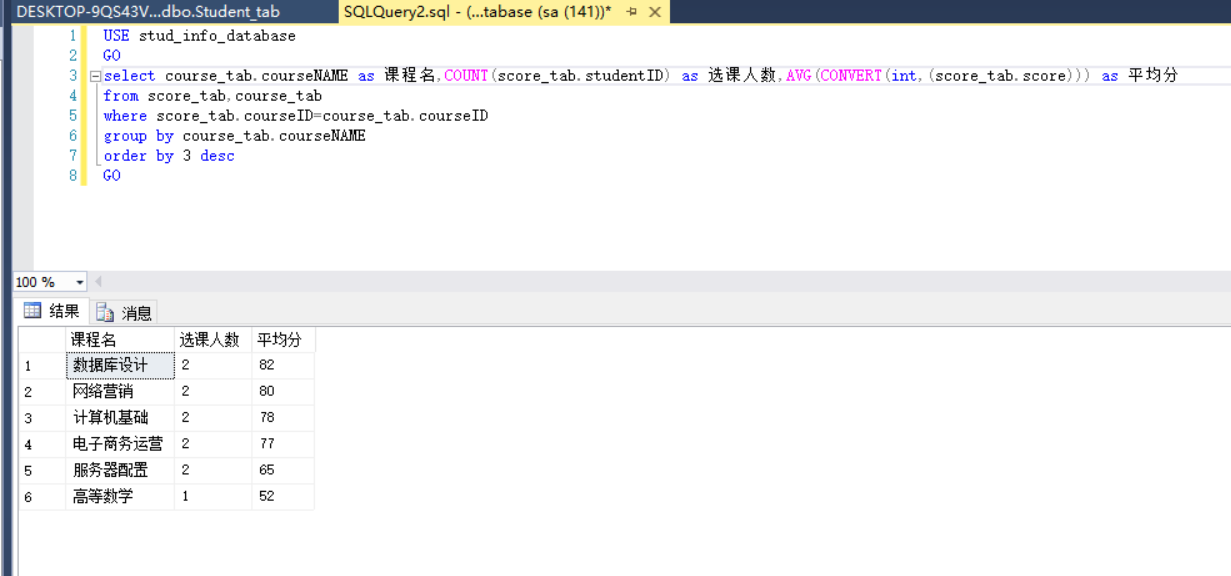 DESKTOP-9QS43V...dbo.Student_tab SQLQuery2.sql - (...tabase (sa (141))*
1 USE stud_info_database
2 GO
3 select course_tab.courseNAME as 课程名,COUNT(score_tab.studentID) as 选课人数,AVG(CONVERT(int,(score_tab.score))) as 平均分
4 from score_tab,course_tab
5 where score_tab.courseID=course_tab.courseID
6 group by course_tab.courseNAME
7 order by 3 desc
8 GO
100 %
结果 消息
课程名 选课人数 平均分
1 数据库设计 2 82
2 网络营销 2 80
3 计算机基础 2 78
4 电子商务运营 2 77
5 服务器配置 2 65
6 高等数学 1 52